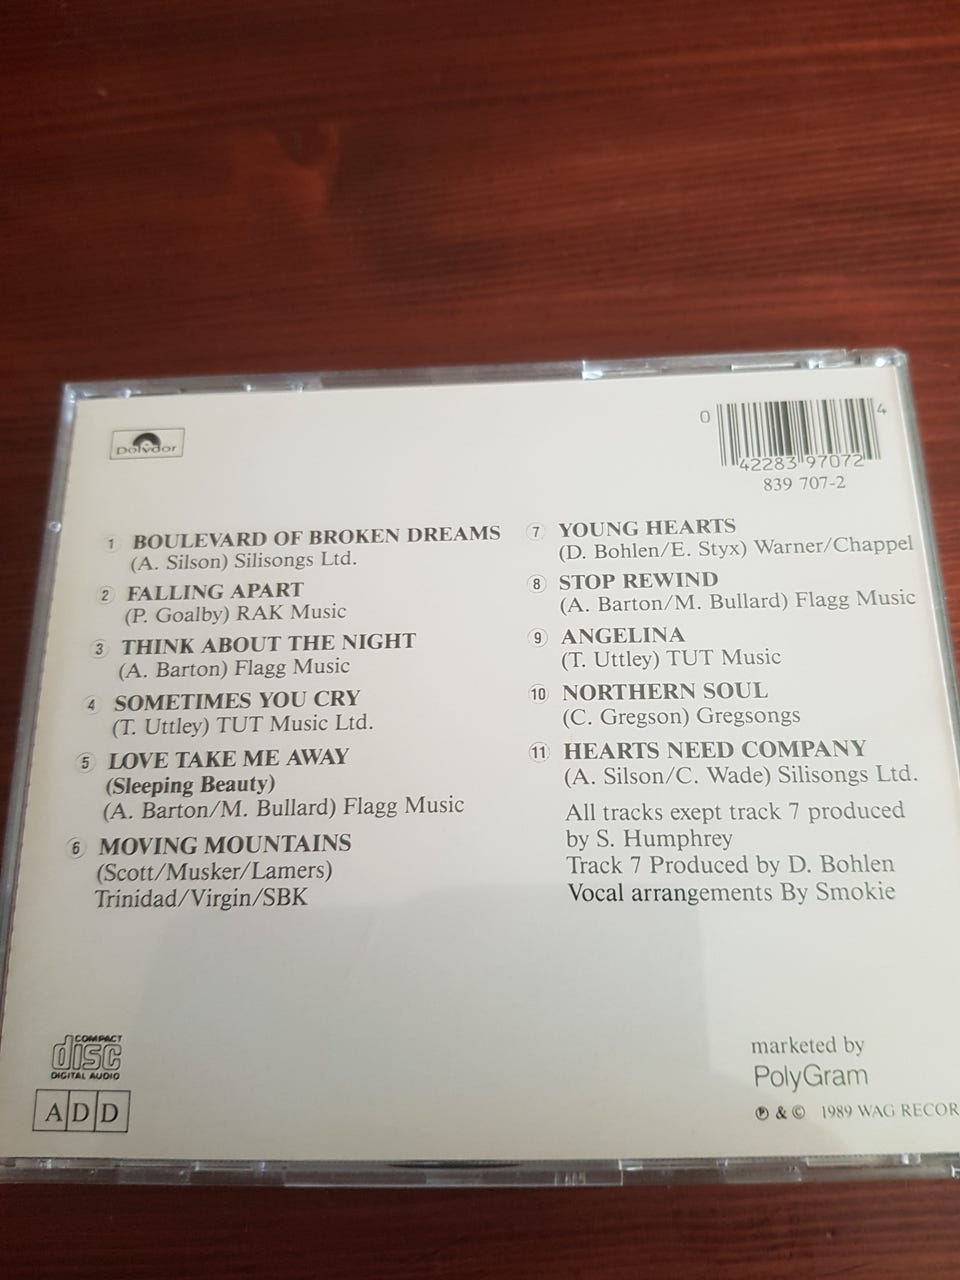 Polydor
0 42283 97072 4
839 707-2
1 BOULEVARD OF BROKEN DREAMS
(A. Silson) Silisongs Ltd.
2 FALLING APART
(P. Goalby) RAK Music
3 THINK ABOUT THE NIGHT
(A. Barton) Flagg Music
4 SOMETIMES YOU CRY
(T. Uttley) TUT Music Ltd.
5 LOVE TAKE ME AWAY
(Sleeping Beauty)
(A. Barton/M. Bullard) Flagg Music
6 MOVING MOUNTAINS
(Scott/Musker/Lamers)
Trinidad/Virgin/SBK
7 YOUNG HEARTS
(D. Bohlen/E. Styx) Warner/Chappel
8 STOP REWIND
(A. Barton/M. Bullard) Flagg Music
9 ANGELINA
(T. Uttley) TUT Music
10 NORTHERN SOUL
(C. Gregson) Gregsongs
11 HEARTS NEED COMPANY
(A. Silson/C. Wade) Silisongs Ltd.
All tracks exept track 7 produced
by S. Humphrey
Track 7 Produced by D. Bohlen
Vocal arrangements By Smokie
COMPACT
disc
DIGITAL AUDIO
ADD
marketed by
PolyGram
℗ & © 1989 WAG RECOR